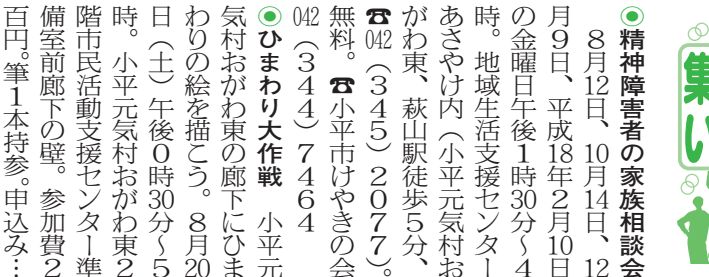 集い
◉精神障害者の家族相談会
8月12日、10月14日、12
月9日、平成18年2月10日
の金曜日午後1時30分〜4
時。地域生活支援センター
あさやけ内（小平元気村お
がわ東、萩山駅徒歩5分、
☎042（345）2077）。
無料。☎小平市けやきの会
042（344）7464
◉ひまわり大作戦　小平元
気村おがわ東の廊下にひま
わりの絵を描こう。8月20
日（土）午後0時30分〜5
時。小平元気村おがわ東2
階市民活動支援センター準
備室前廊下の壁。参加費2
百円。筆1本持参。申込み…